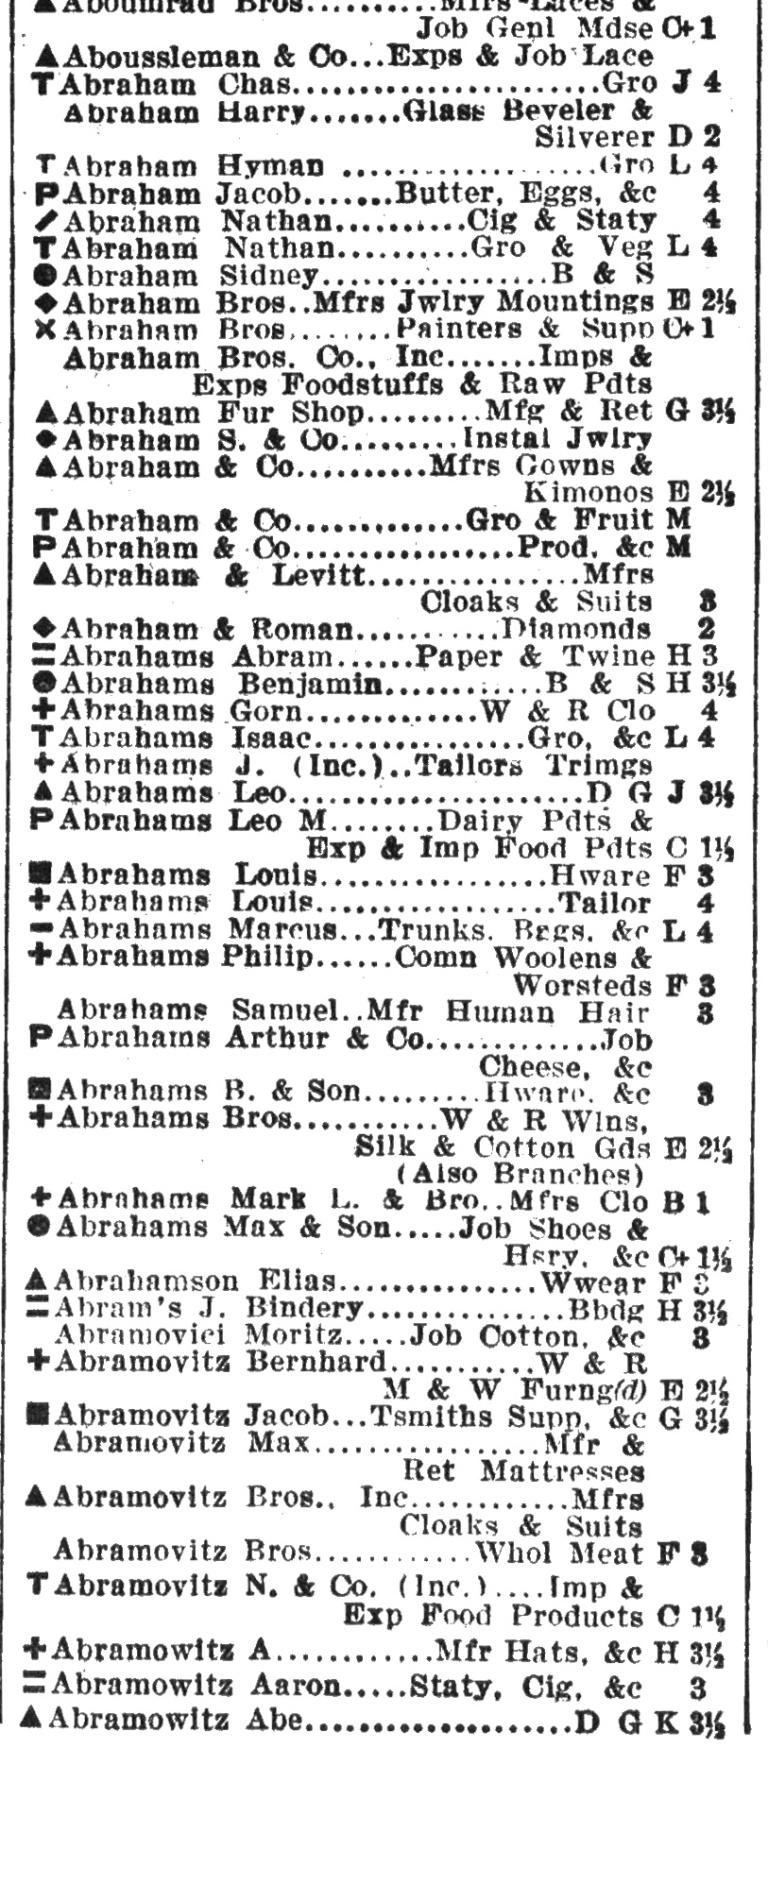 ▲Aboumrad Bros..........Mfrs Laces &
Job Genl Mdse C+ 1
▲Aboussleman & Co...Exps & Job Lace
T Abraham Chas.......................Gro J 4
Abraham Harry.......Glass Beveler &
Silverer D 2
T Abraham Hyman ...................Gro L 4
P Abraham Jacob.......Butter, Eggs, &c 4
Abraham Nathan..........Cig & Staty 4
T Abraham Nathan..........Gro & Veg L 4
●Abraham Sidney.................B & S
◆Abraham Bros..Mfrs Jwlry Mountings E 2½
X Abraham Bros.........Painters & Supp C+ 1
Abraham Bros. Co., Inc.......Imps &
Exps Foodstuffs & Raw Pdts
▲Abraham Fur Shop.........Mfg & Ret G 3½
◆Abraham S. & Co..........Instal Jwlry
▲Abraham & Co..........Mfrs Gowns &
Kimonos E 2½
T Abraham & Co.............Gro & Fruit M
P Abraham & Co.................Prod, &c M
▲Abraham & Levitt................Mfrs
Cloaks & Suits 3
◆Abraham & Roman...........Diamonds 2
=Abrahams Abram......Paper & Twine H 3
●Abrahams Benjamin............B & S H 3½
+Abrahams Gorn.............W & R Clo 4
T Abrahams Isaac................Gro, &c L 4
+Abrahams J. (Inc.)..Tailors Trimgs
▲Abrahams Leo.......................D G J 3½
P Abrahams Leo M........Dairy Pdts &
Exp & Imp Food Pdts C 1½
■Abrahams Louis.................Hware F 3
+Abrahams Louis..................Tailor 4
-Abrahams Marcus...Trunks, Bggs, &c L 4
+Abrahams Philip......Comn Woolens &
Worsteds F 3
Abrahams Samuel..Mfr Human Hair 3
P Abrahams Arthur & Co.............Job
Cheese, &c
■Abrahams B. & Son.........Hware, &c 3
+Abrahams Bros...........W & R Wlns,
Silk & Cotton Gds E 2½
(Also Branches)
+Abrahams Mark L. & Bro..Mfrs Clo B 1
●Abrahams Max & Son.....Job Shoes &
Hsry, &c C+ 1½
▲Abrahamson Elias...............Wwear F
=Abram's J. Bindery...............Bbdg H 3½
Abramovici Moritz.....Job Cotton, &c 3
+Abramovitz Bernhard...........W & R
M & W Furng(d) E 2½
■Abramovitz Jacob...Tsmiths Supp, &c G 3½
Abramovitz Max.................Mfr &
Ret Mattresses
▲Abramovitz Bros., Inc............Mfrs
Cloaks & Suits
Abramovitz Bros............Whol Meat F 3
T Abramovitz N. & Co. (Inc.)....Imp &
Exp Food Products C 1½
+Abramowitz A............Mfr Hats, &c H 3½
=Abramowitz Aaron.....Staty, Cig, &c 3
▲Abramowitz Abe....................D G K 3½